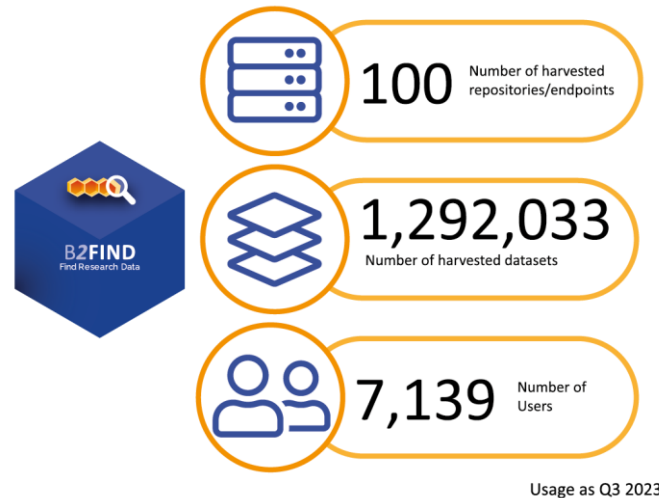 100
Number of harvested
repositories/endpoints
B2FIND
Find Research Data
1,292,033
Number of harvested datasets
7,139
Number of
Users
Usage as Q3 2023